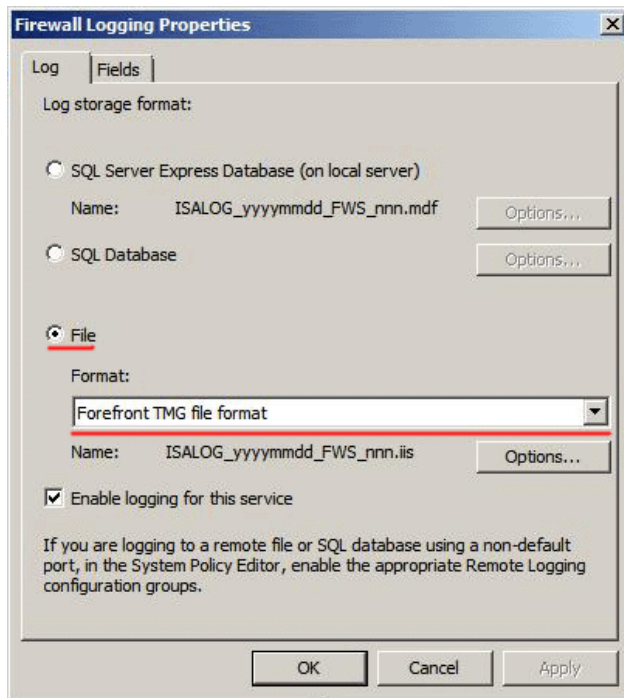 Firewall Logging Properties
Log
Fields
Log storage format:
SQL Server Express Database (on local server)
Name: ISALOG_yyyymmdd_FWS_nnn.mdf
Options...
SQL Database
Options...
File
Format:
Forefront TMG file format
Name: ISALOG_yyyymmdd_FWS_nnn.iis
Options...
Enable logging for this service
If you are logging to a remote file or SQL database using a non-default
port, in the System Policy Editor, enable the appropriate Remote Logging
configuration groups.
OK
Cancel
Apply